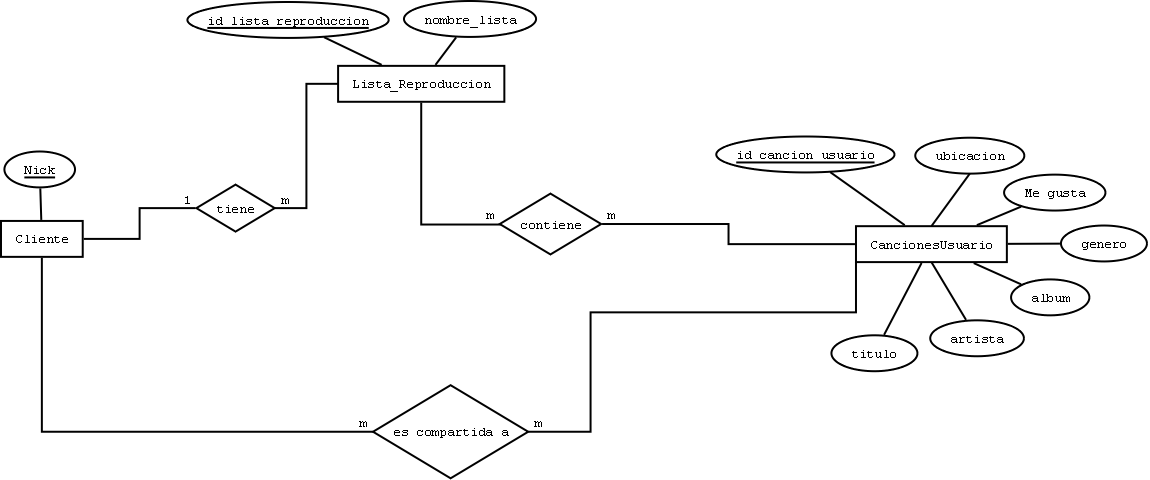 id lista reproduccion
nombre_lista
Lista_Reproduccion
Nick
Cliente
1
tiene
m
m
contiene
m
id cancion usuario
ubicacion
Me gusta
CancionesUsuario
genero
album
artista
titulo
m
es compartida a
m